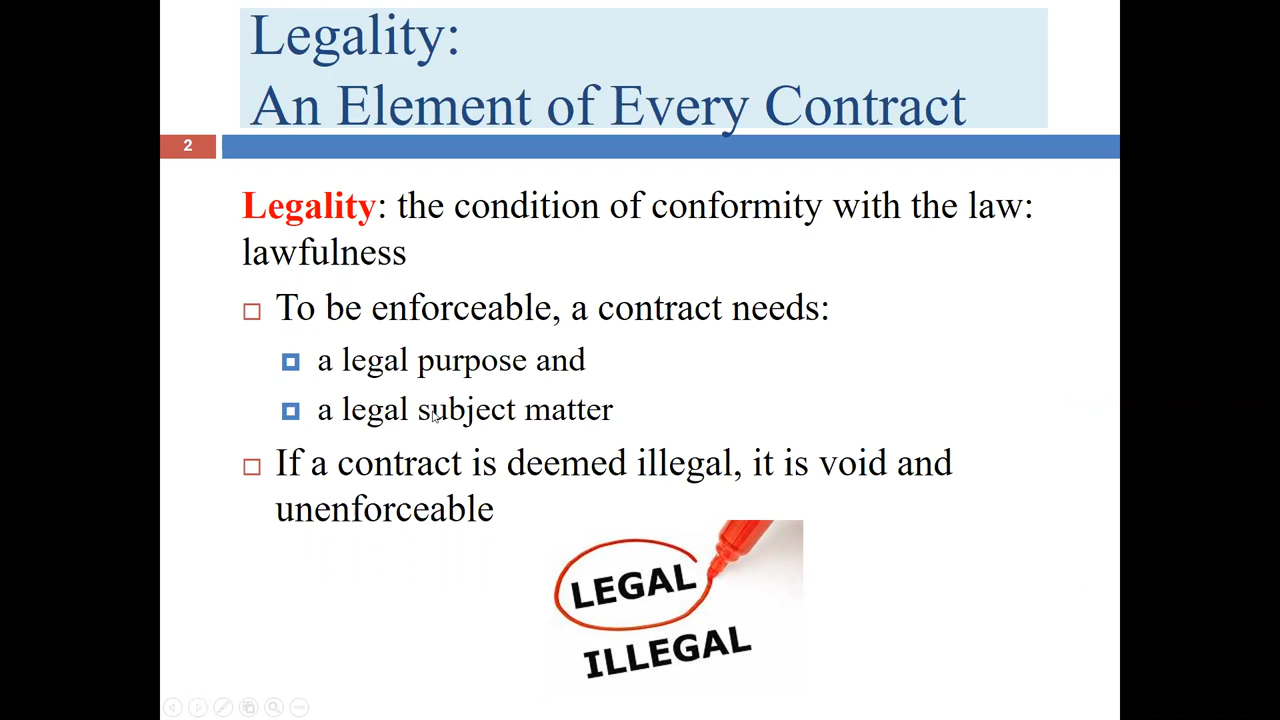 Legality:
An Element of Every Contract
2
Legality: the condition of conformity with the law:
lawfulness
To be enforceable, a contract needs:
a legal purpose and
a legal subject matter
If a contract is deemed illegal, it is void and
unenforceable
LEGAL
ILLEGAL